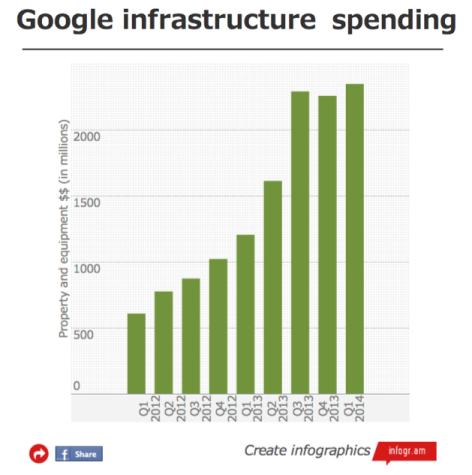 Google infrastructure spending
Property and equipment $$ (in millions)
2000
1500
1000
500
0
Q1 2012
Q2 2012
Q3 2012
Q4 2012
Q1 2013
Q2 2013
Q3 2013
Q4 2013
Q1 2014
f Share
Create infographics infogr.am